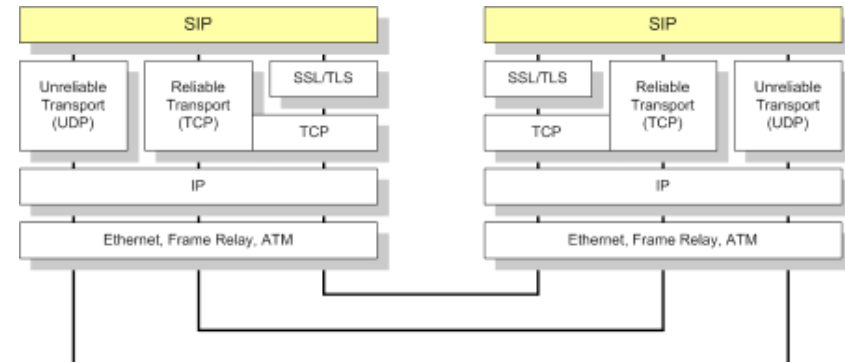 SIP
Unreliable
Transport
(UDP)
Reliable
Transport
(TCP)
SSL/TLS
TCP
IP
Ethernet, Frame Relay, ATM
SIP
SSL/TLS
TCP
Reliable
Transport
(TCP)
Unreliable
Transport
(UDP)
IP
Ethernet, Frame Relay, ATM